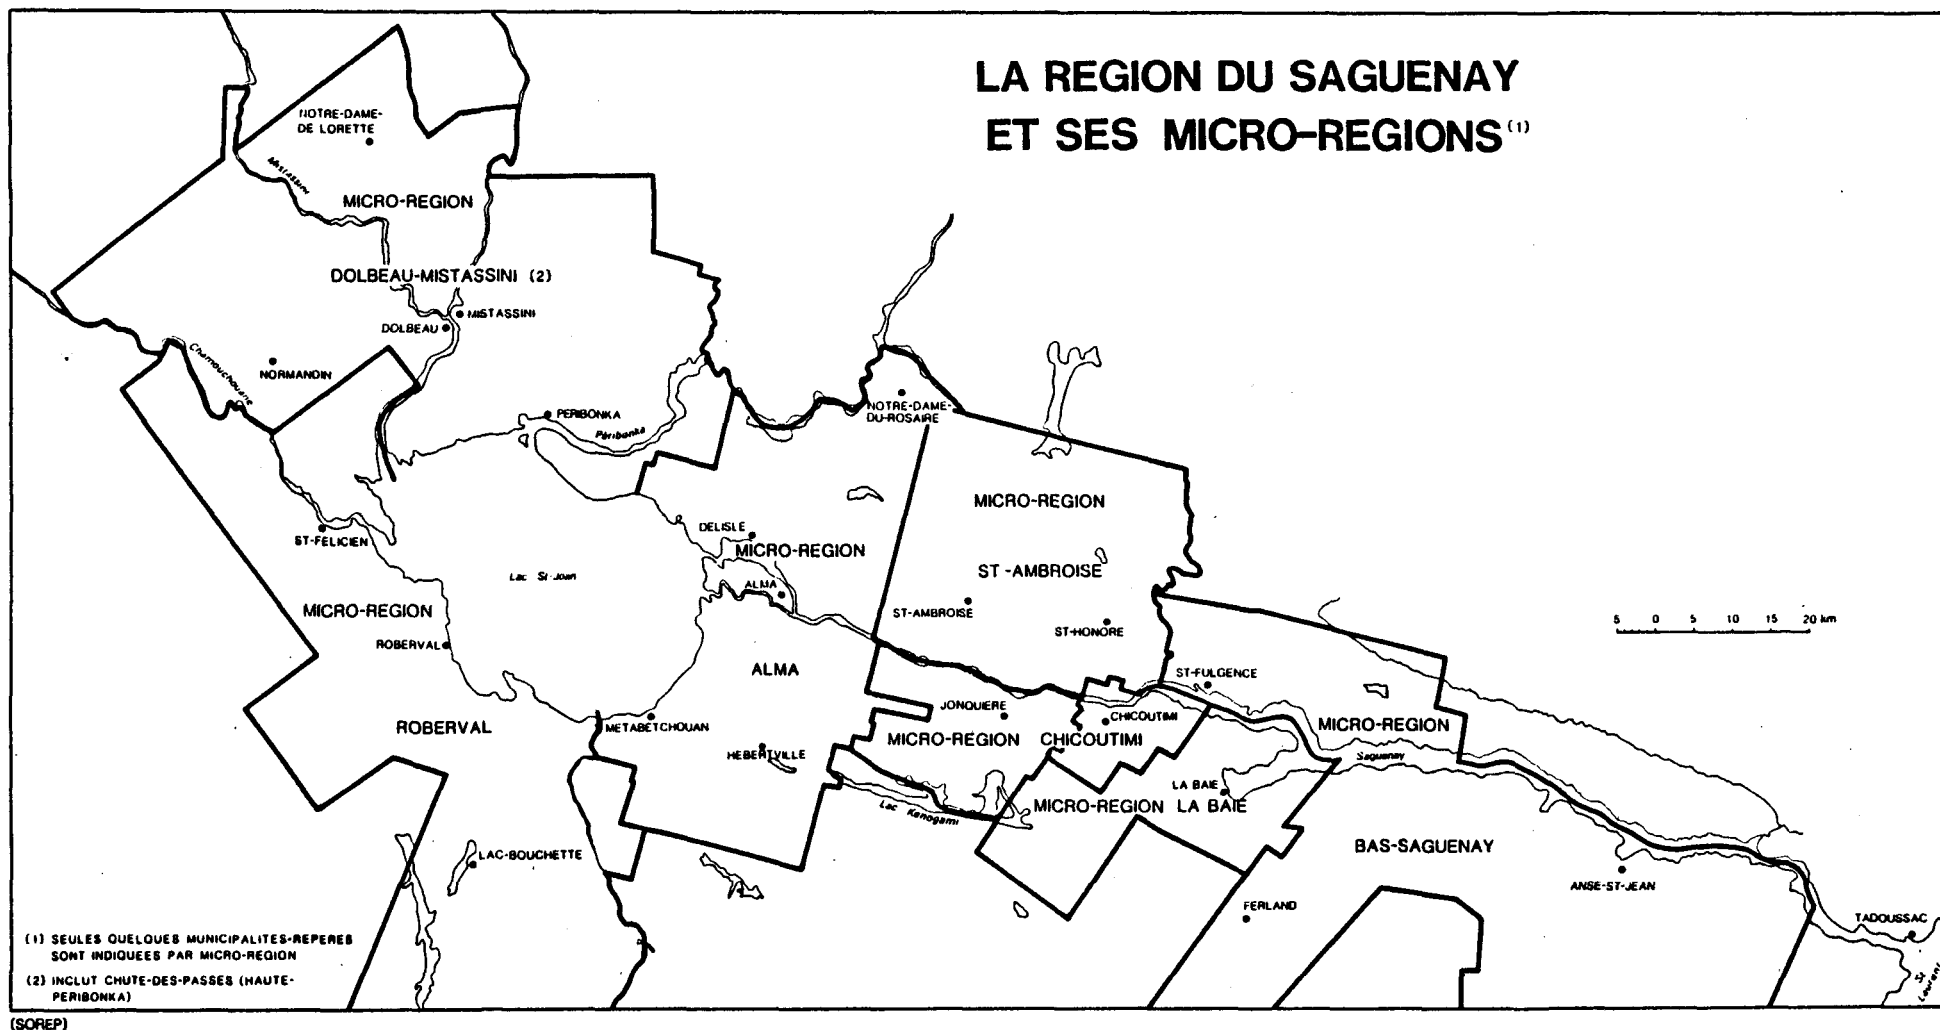 LA REGION DU SAGUENAY
ET SES MICRO-REGIONS (1)
NOTRE-DAME-
DE LORETTE
Mistassini
MICRO-REGION
DOLBEAU-MISTASSINI (2)
MISTASSINI
DOLBEAU
Chamouchouane
NORMANDIN
PERIBONKA
Péribonka
NOTRE-DAME-
DU-ROSAIRE
MICRO-REGION
ST-AMBROISE
ST-AMBROISE
ST-HONORE
DELISLE
MICRO-REGION
ALMA
ALMA
ST-FELICIEN
Lac St-Jean
MICRO-REGION
ROBERVAL
ROBERVAL
METABETCHOUAN
HEBERTVILLE
LAC-BOUCHETTE
5 0 5 10 15 20 km
ST-FULGENCE
JONQUIERE
CHICOUTIMI
MICRO-REGION CHICOUTIMI
MICRO-REGION
Saguenay
LA BAIE
MICRO-REGION LA BAIE
Lac Kenogami
BAS-SAGUENAY
ANSE-ST-JEAN
FERLAND
TADOUSSAC
St
Laurent
(1) SEULES QUELQUES MUNICIPALITES-REPERES
SONT INDIQUEES PAR MICRO-REGION
(2) INCLUT CHUTE-DES-PASSES (HAUTE-
PERIBONKA)
(SOREP)